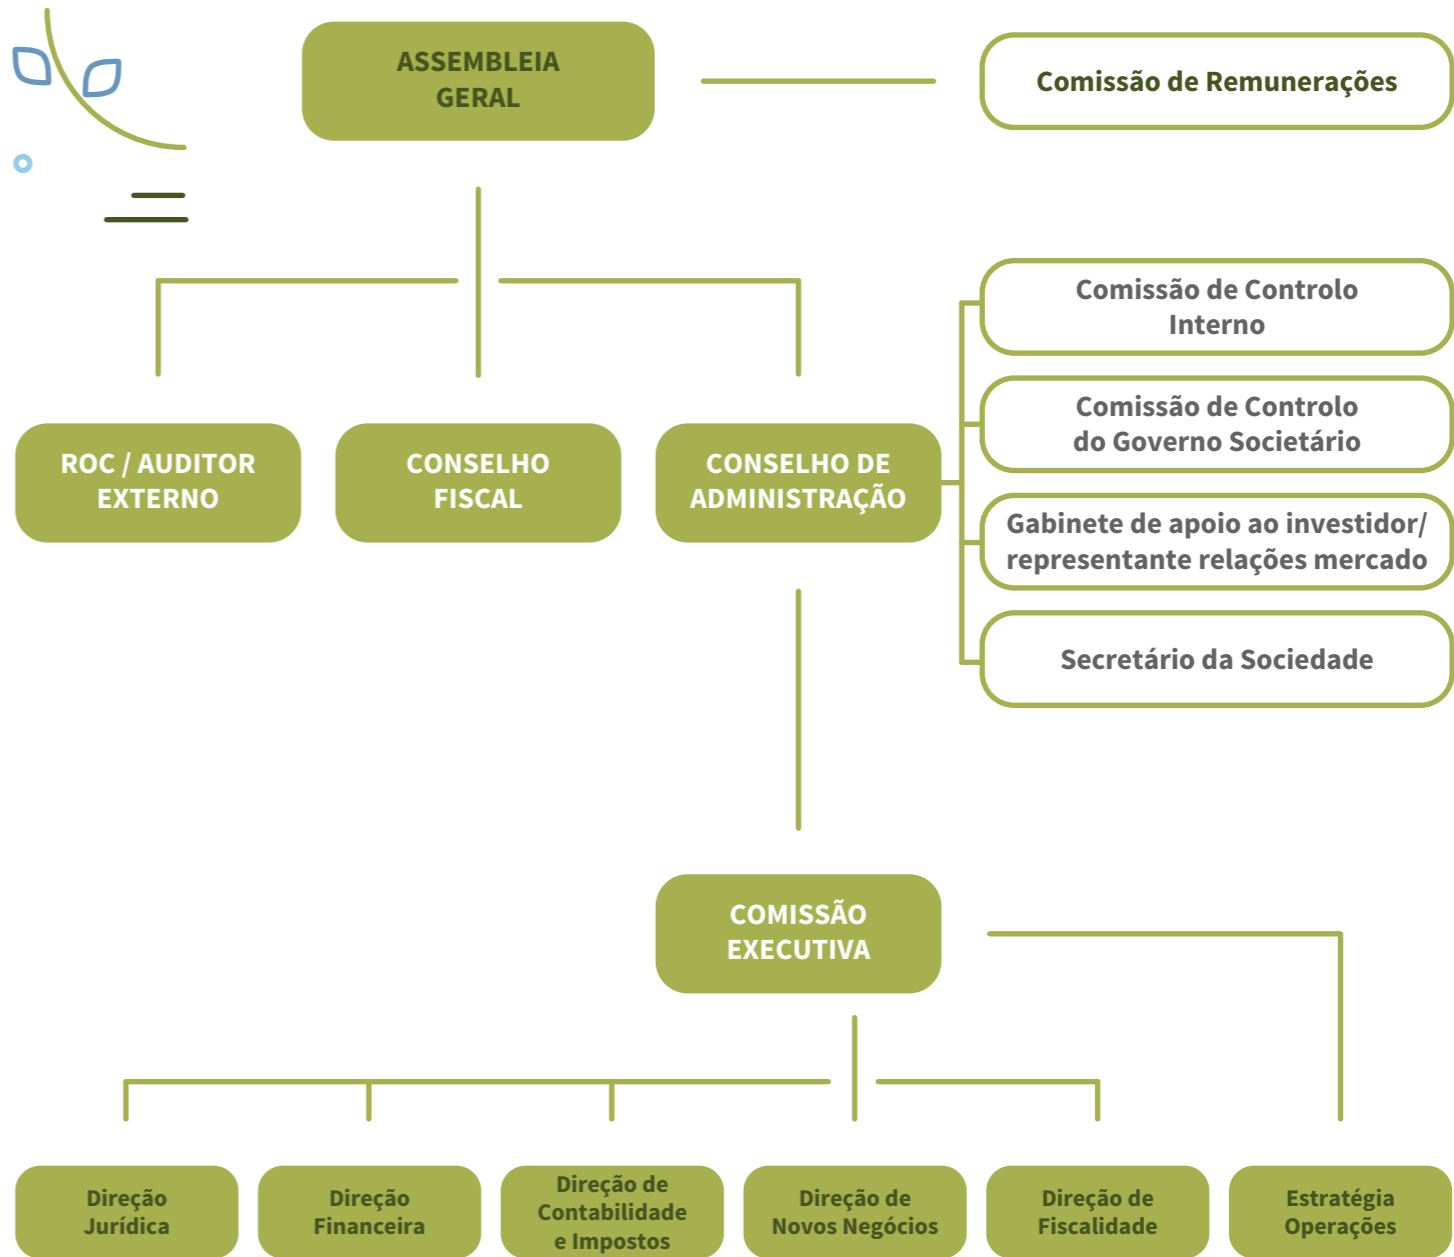 ASSEMBLEIA
GERAL
Comissão de Remunerações
Comissão de Controlo
Interno
Comissão de Controlo
do Governo Societário
Gabinete de apoio ao investidor/
representante relações mercado
Secretário da Sociedade
ROC / AUDITOR
EXTERNO
CONSELHO
FISCAL
CONSELHO DE
ADMINISTRAÇÃO
COMISSÃO
EXECUTIVA
Direção
Jurídica
Direção
Financeira
Direção de
Contabilidade
e Impostos
Direção de
Novos Negócios
Direção de
Fiscalidade
Estratégia
Operações